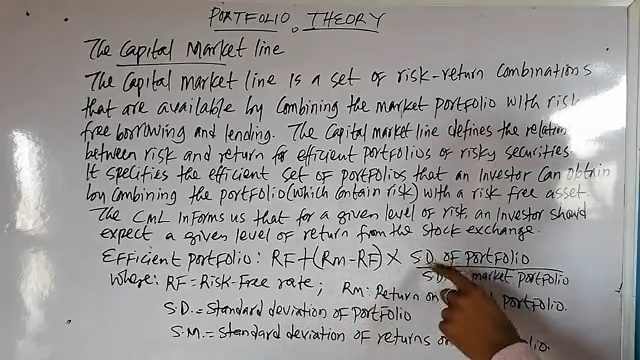 PORTFOLIO THEORY
The Capital Market line
The Capital market line is a set of risk-return combinations
that are available by combining the market portfolio with risk
free borrowing and lending. The Capital market line defines the relation
between risk and return for efficient portfolios of risky securities
It specifies the efficient set of portfolios that an Investor can obtain
by combining the portfolio (which contain risk) with a risk free asset.
The CML informs us that for a given level of risk an Investor should
expect a given level of return from the stock exchange.
Efficient portfolio: RF + (Rm - RF) × S.D. of portfolio
market portfolio
where: RF = Risk-Free rate; Rm: Return on portfolio.
S.D. = Standard deviation of portfolio
S.M. = Standard deviation of returns